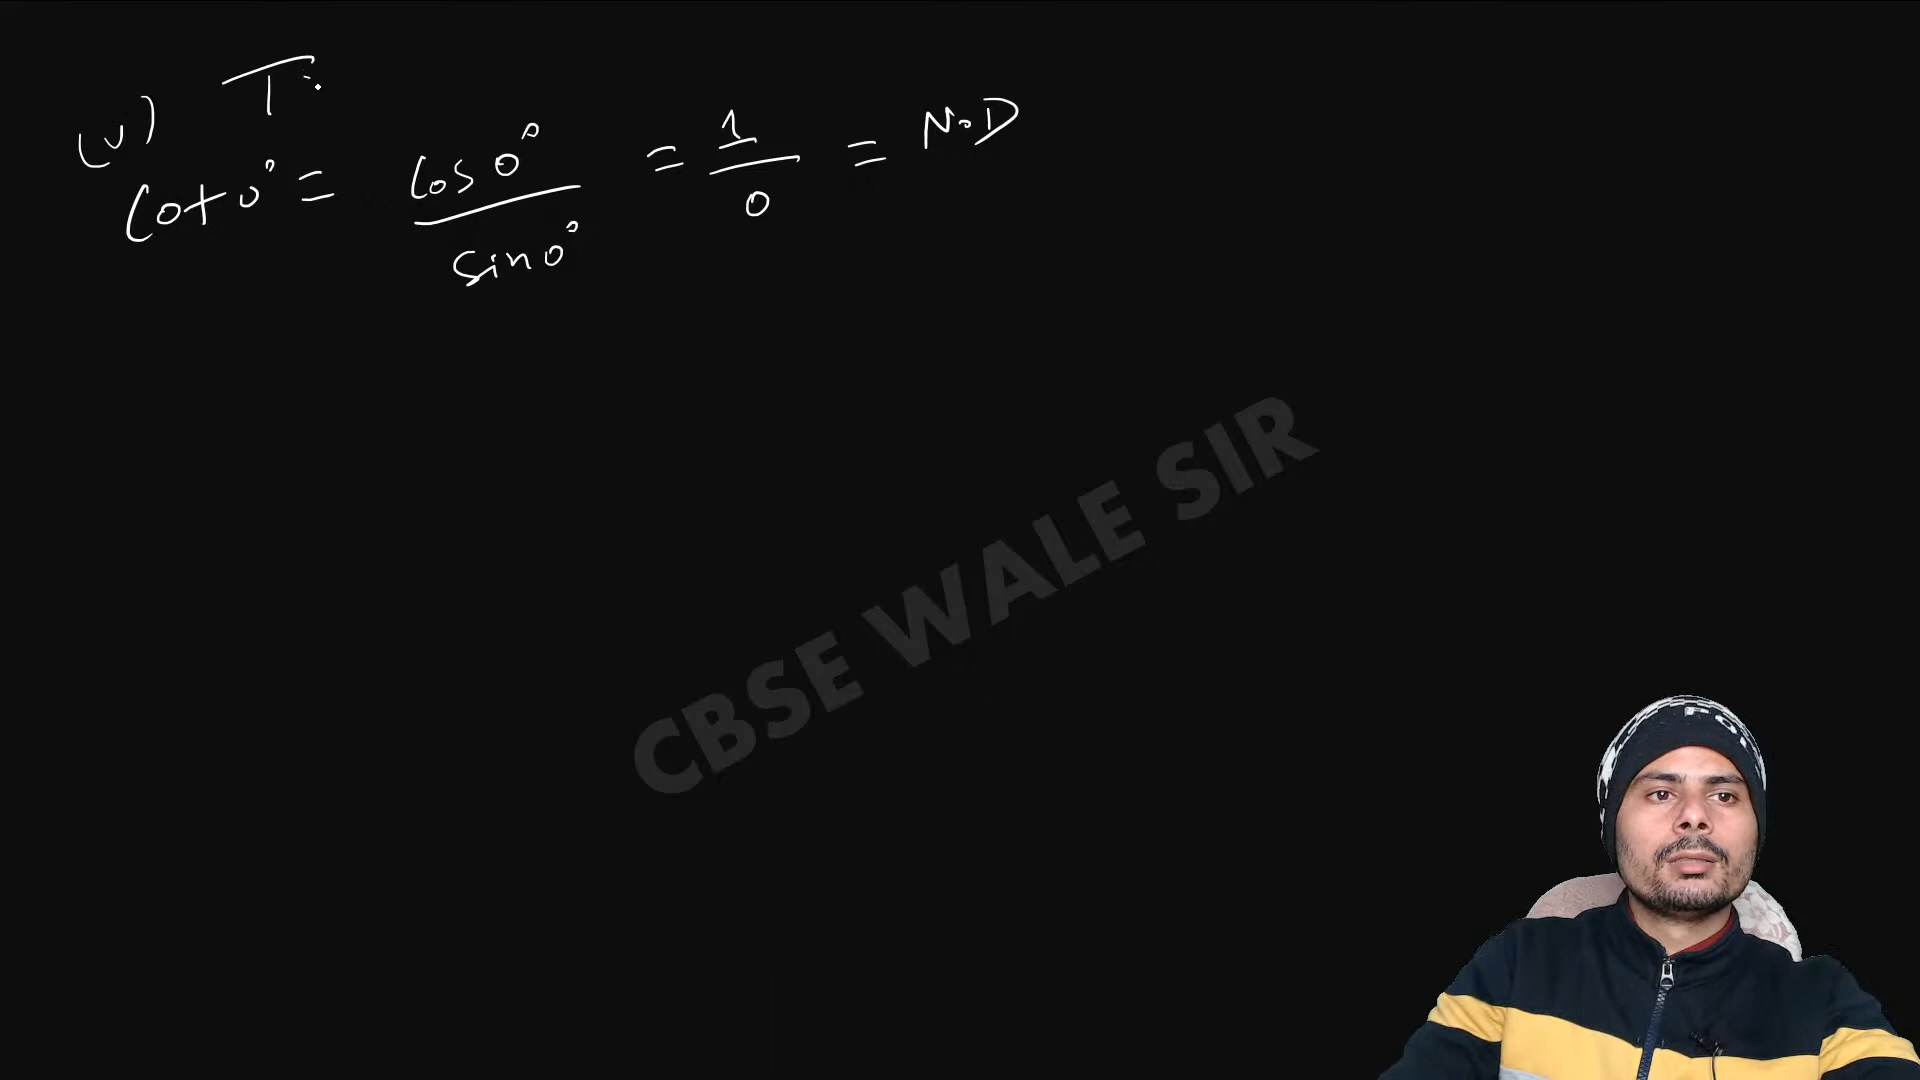 (v) T
cot 0° = cos 0° / sin 0° = 1 / 0 = N.D
CBSE WALE SIR